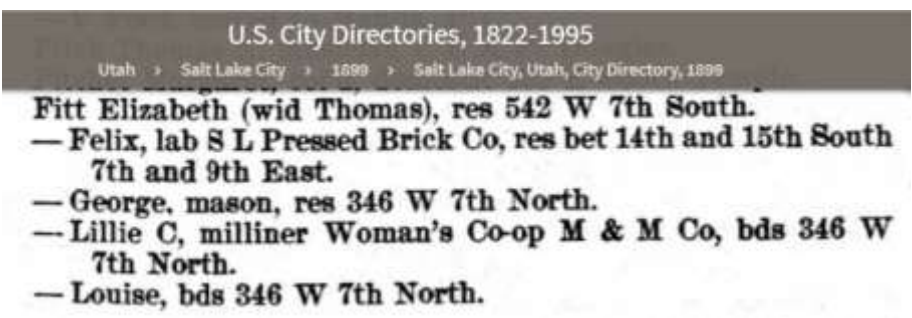 U.S. City Directories, 1822-1995
Utah > Salt Lake City > 1899 > Salt Lake City, Utah, City Directory, 1899
Fitt Elizabeth (wid Thomas), res 542 W 7th South.
— Felix, lab S L Pressed Brick Co, res bet 14th and 15th South
7th and 9th East.
— George, mason, res 346 W 7th North.
— Lillie C, milliner Woman's Co-op M & M Co, bds 346 W
7th North.
— Louise, bds 346 W 7th North.